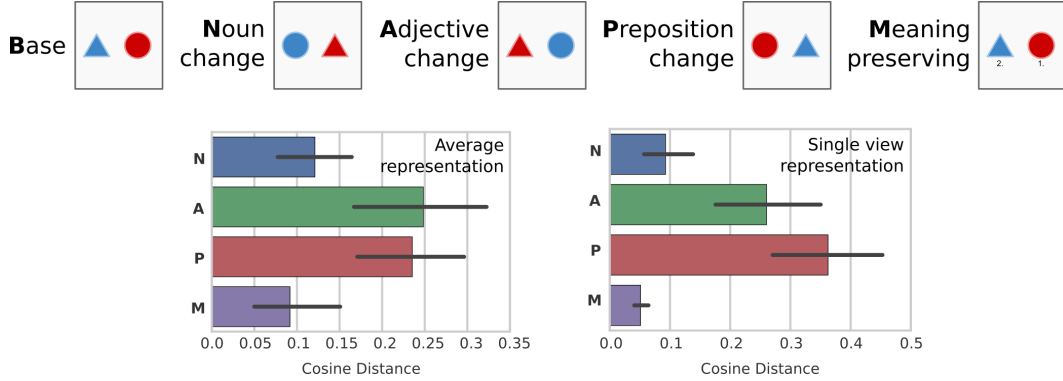 Base
Noun
change
Adjective
change
Preposition
change
Meaning
preserving
2.
1.
Average
representation
N
A
P
M
0.0 0.05 0.1 0.15 0.2 0.25 0.3 0.35
Cosine Distance
Single view
representation
N
A
P
M
0.0 0.1 0.2 0.3 0.4 0.5
Cosine Distance